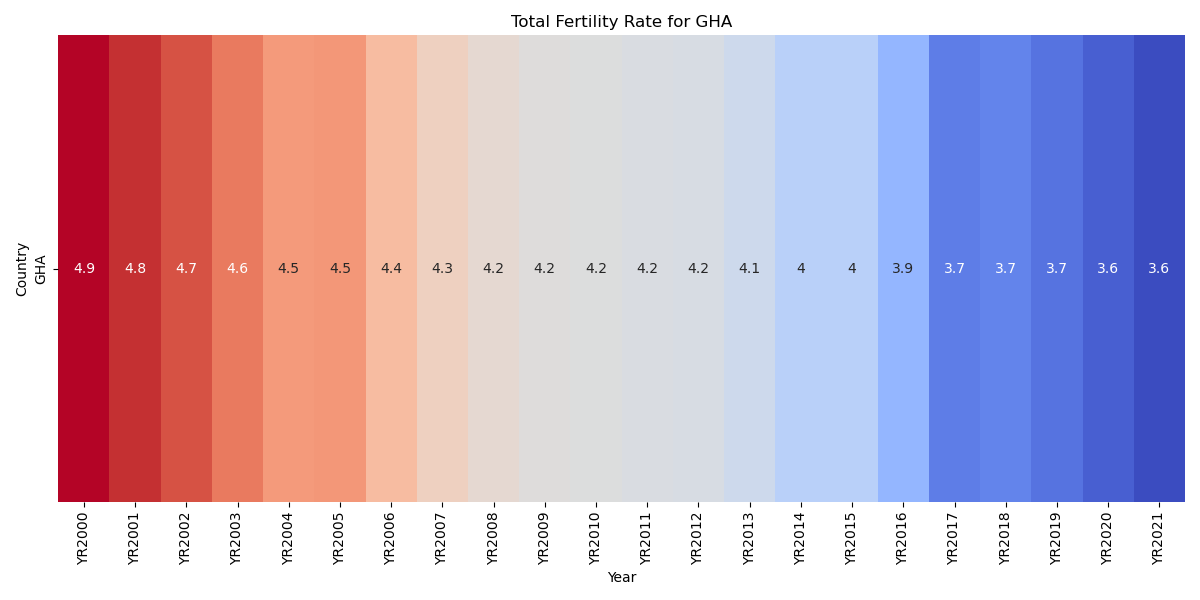 Total Fertility Rate for GHA
Country
GHA
4.9 4.8 4.7 4.6 4.5 4.5 4.4 4.3 4.2 4.2 4.2 4.2 4.2 4.1 4 4 3.9 3.7 3.7 3.7 3.6 3.6
YR2000 YR2001 YR2002 YR2003 YR2004 YR2005 YR2006 YR2007 YR2008 YR2009 YR2010 YR2011 YR2012 YR2013 YR2014 YR2015 YR2016 YR2017 YR2018 YR2019 YR2020 YR2021
Year